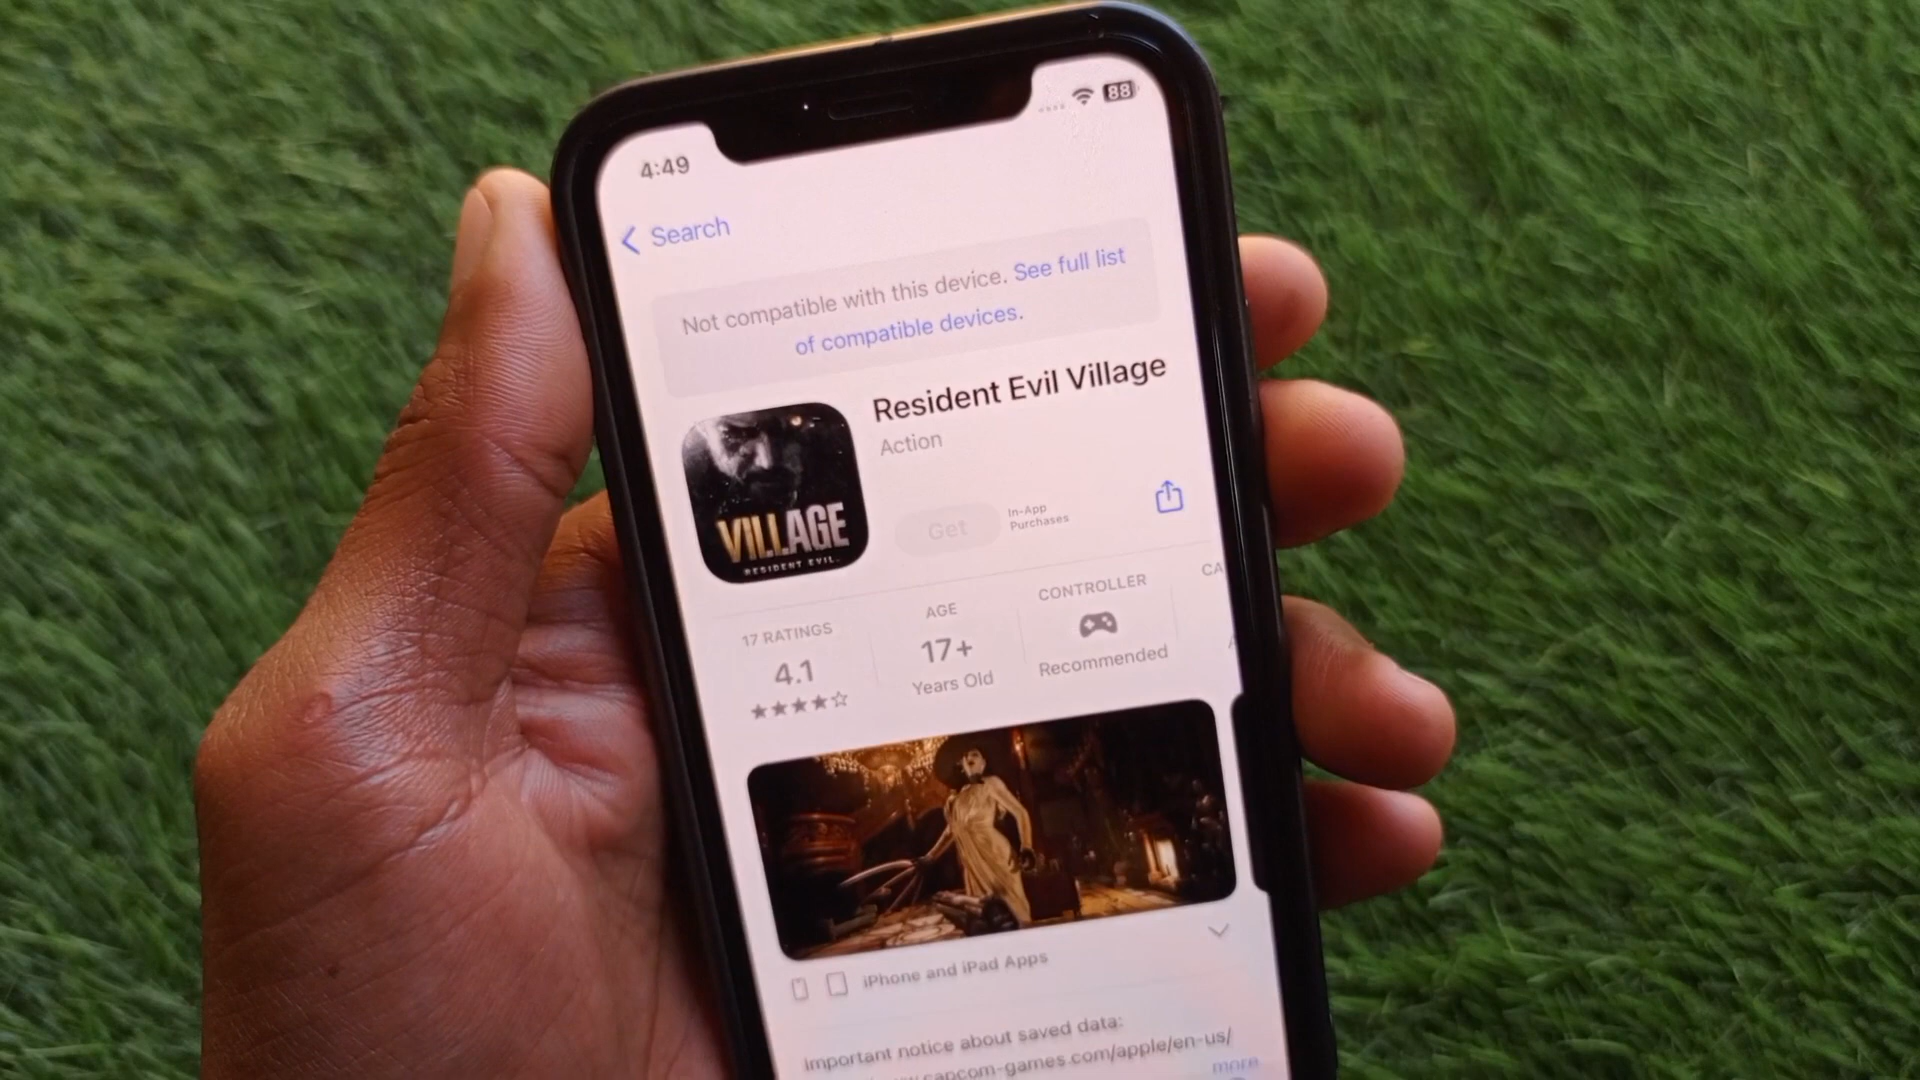 4:49
88
Search
Not compatible with this device. See full list
of compatible devices.
Resident Evil Village
Action
VILLAGE
RESIDENT EVIL.
Get
In-App
Purchases
17 RATINGS
4.1
AGE
17+
Years Old
CONTROLLER
Recommended
CA
iPhone and iPad Apps
Important notice about saved data:
capcom-games.com/apple/en-us/
more